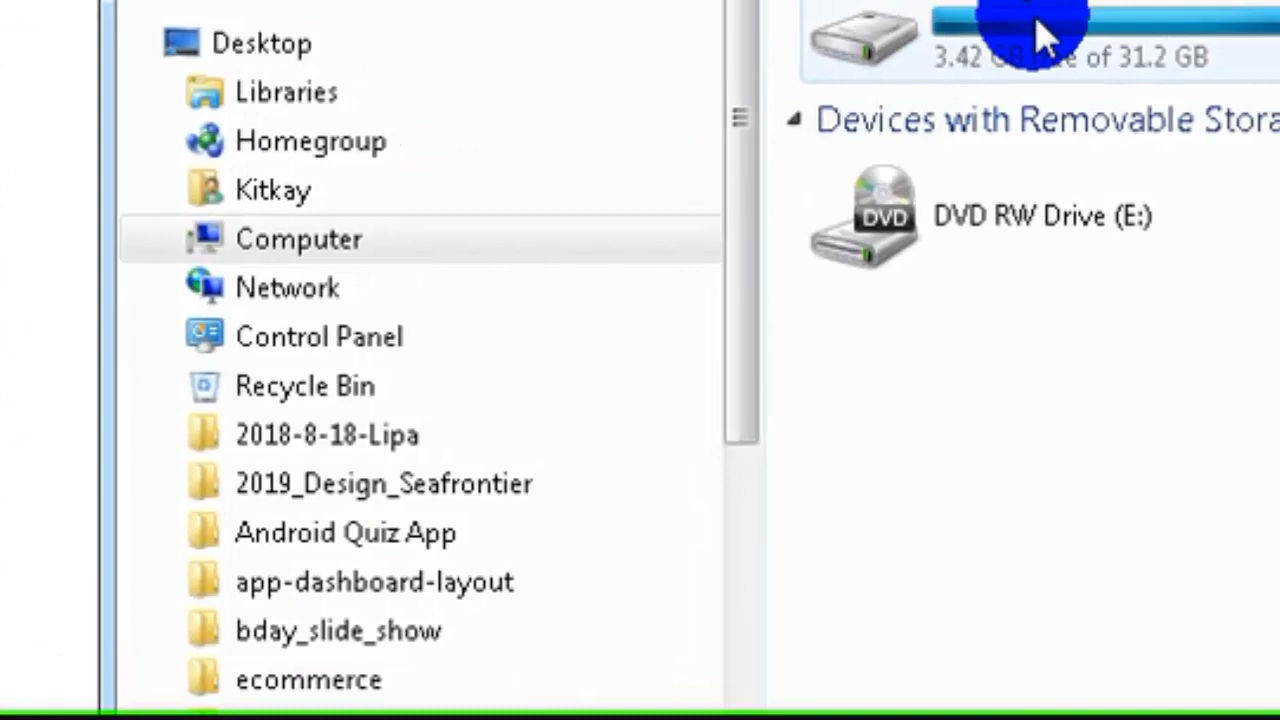 Desktop
Libraries
Homegroup
Kitkay
Computer
Network
Control Panel
Recycle Bin
2018-8-18-Lipa
2019_Design_Seafrontier
Android Quiz App
app-dashboard-layout
bday_slide_show
ecommerce
3.42 GB of 31.2 GB
Devices with Removable Stora
DVD
DVD RW Drive (E:)